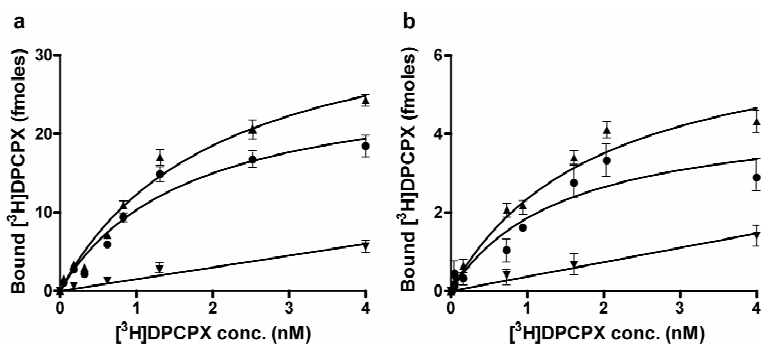 a
Bound [³H]DPCPX (fmoles)
30
20
10
0
0 1 2 3 4
[³H]DPCPX conc. (nM)
b
Bound [³H]DPCPX (fmoles)
6
4
2
0
0 1 2 3 4
[³H]DPCPX conc. (nM)